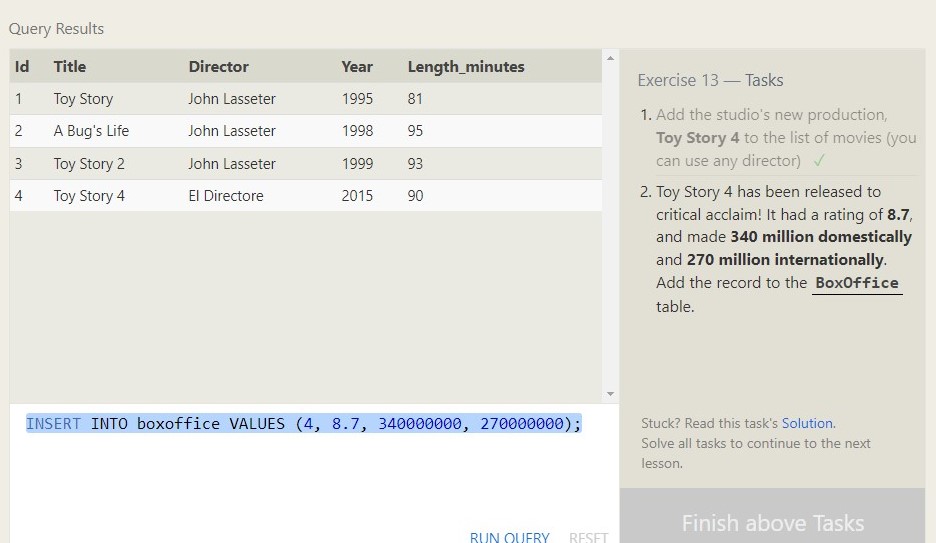 Query Results
Id Title Director Year Length_minutes
1 Toy Story John Lasseter 1995 81
2 A Bug's Life John Lasseter 1998 95
3 Toy Story 2 John Lasseter 1999 93
4 Toy Story 4 El Directore 2015 90
INSERT INTO boxoffice VALUES (4, 8.7, 340000000, 270000000);
RUN QUERY RESET
Exercise 13 — Tasks
1. Add the studio's new production,
Toy Story 4 to the list of movies (you
can use any director) ✓
2. Toy Story 4 has been released to
critical acclaim! It had a rating of 8.7,
and made 340 million domestically
and 270 million internationally.
Add the record to the BoxOffice
table.
Stuck? Read this task's Solution.
Solve all tasks to continue to the next
lesson.
Finish above Tasks